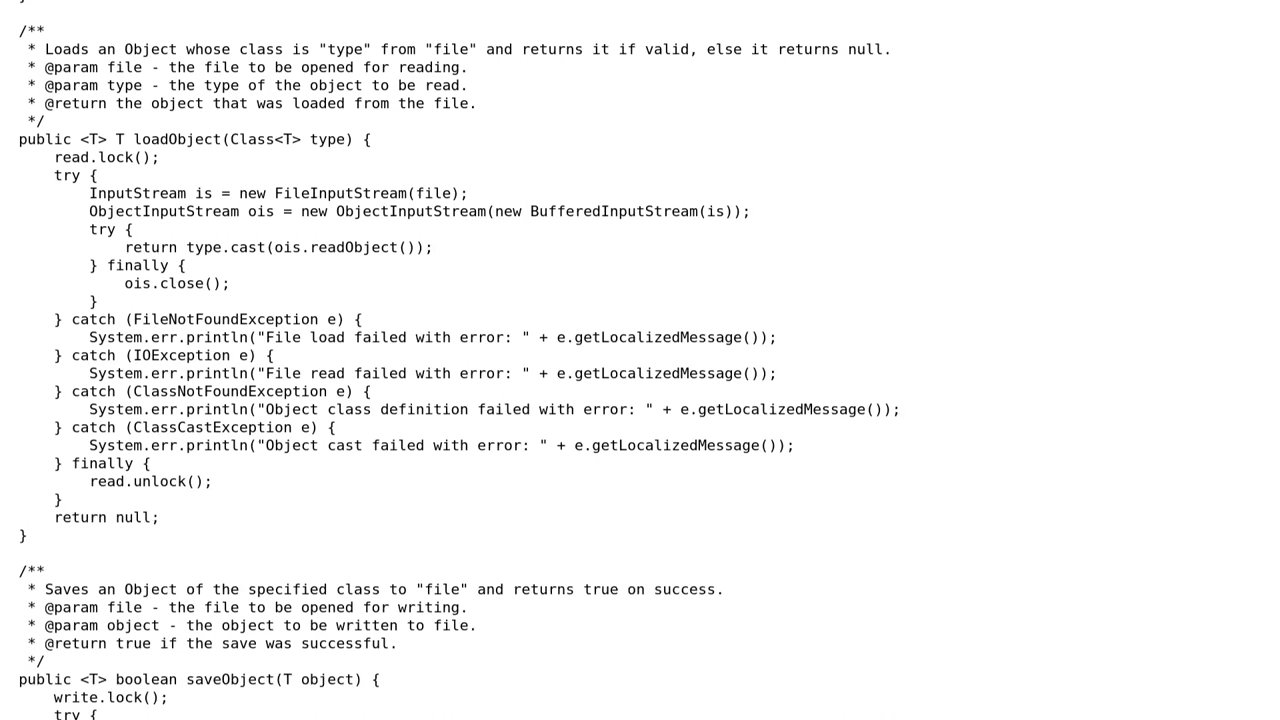 }
/**
 * Loads an Object whose class is "type" from "file" and returns it if valid, else it returns null.
 * @param file - the file to be opened for reading.
 * @param type - the type of the object to be read.
 * @return the object that was loaded from the file.
 */
public <T> T loadObject(Class<T> type) {
    read.lock();
    try {
        InputStream is = new FileInputStream(file);
        ObjectInputStream ois = new ObjectInputStream(new BufferedInputStream(is));
        try {
            return type.cast(ois.readObject());
        } finally {
            ois.close();
        }
    } catch (FileNotFoundException e) {
        System.err.println("File load failed with error: " + e.getLocalizedMessage());
    } catch (IOException e) {
        System.err.println("File read failed with error: " + e.getLocalizedMessage());
    } catch (ClassNotFoundException e) {
        System.err.println("Object class definition failed with error: " + e.getLocalizedMessage());
    } catch (ClassCastException e) {
        System.err.println("Object cast failed with error: " + e.getLocalizedMessage());
    } finally {
        read.unlock();
    }
    return null;
}
/**
 * Saves an Object of the specified class to "file" and returns true on success.
 * @param file - the file to be opened for writing.
 * @param object - the object to be written to file.
 * @return true if the save was successful.
 */
public <T> boolean saveObject(T object) {
    write.lock();
    try {